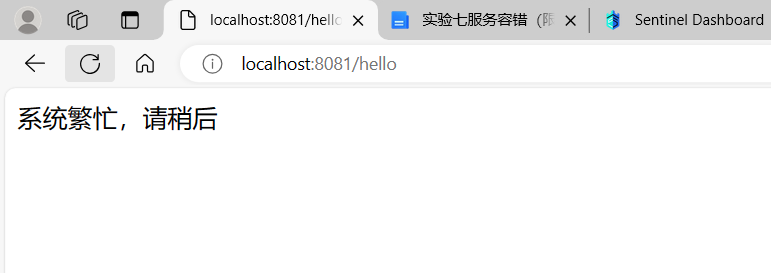 localhost:8081/hello
实验七服务容错（限
Sentinel Dashboard
localhost:8081/hello
系统繁忙，请稍后